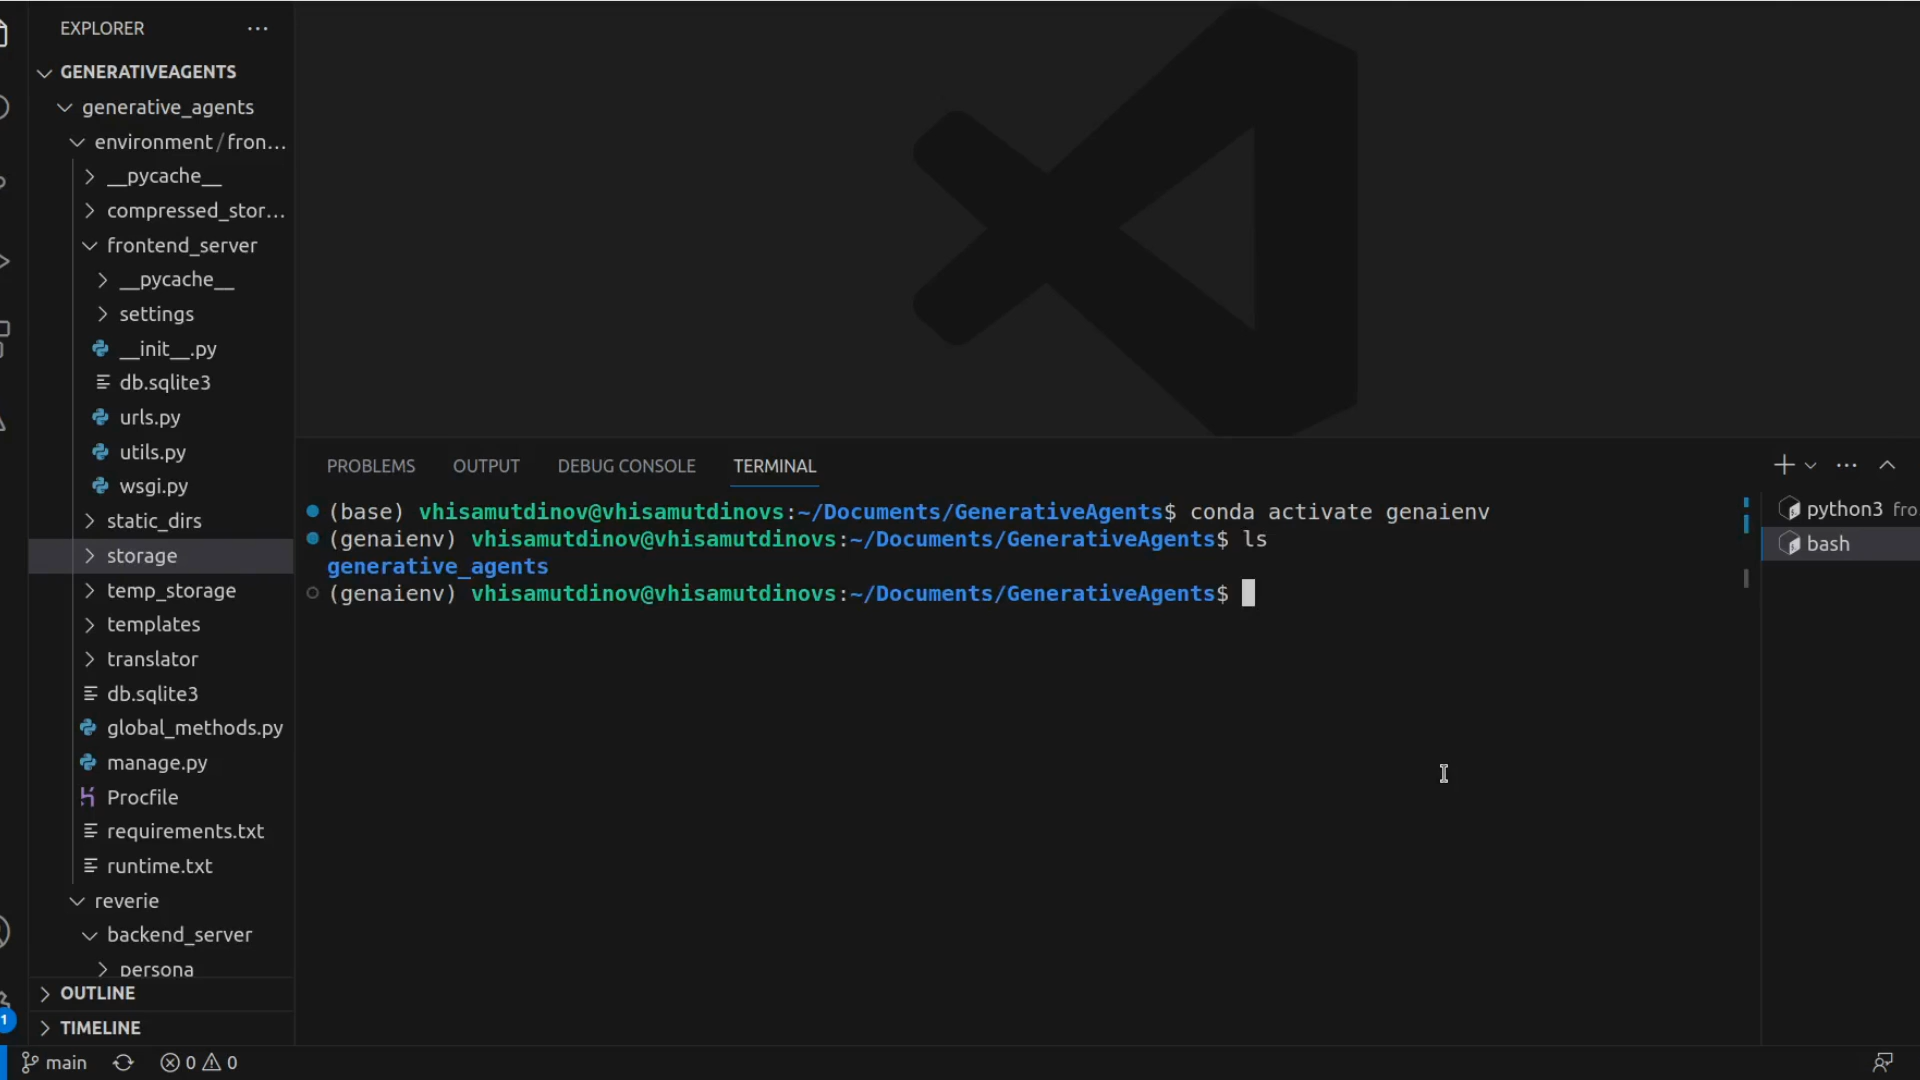 EXPLORER
GENERATIVEAGENTS
generative_agents
environment/fron...
__pycache__
compressed_stor...
frontend_server
__pycache__
settings
__init__.py
db.sqlite3
urls.py
utils.py
wsgi.py
static_dirs
storage
temp_storage
templates
translator
db.sqlite3
global_methods.py
manage.py
Procfile
requirements.txt
runtime.txt
reverie
backend_server
persona
OUTLINE
TIMELINE
PROBLEMS OUTPUT DEBUG CONSOLE TERMINAL
(base) vhisamutdinov@vhisamutdinovs:~/Documents/GenerativeAgents$ conda activate genaienv
(genaienv) vhisamutdinov@vhisamutdinovs:~/Documents/GenerativeAgents$ ls
generative_agents
(genaienv) vhisamutdinov@vhisamutdinovs:~/Documents/GenerativeAgents$
python3 fro
bash
1
main 0 0